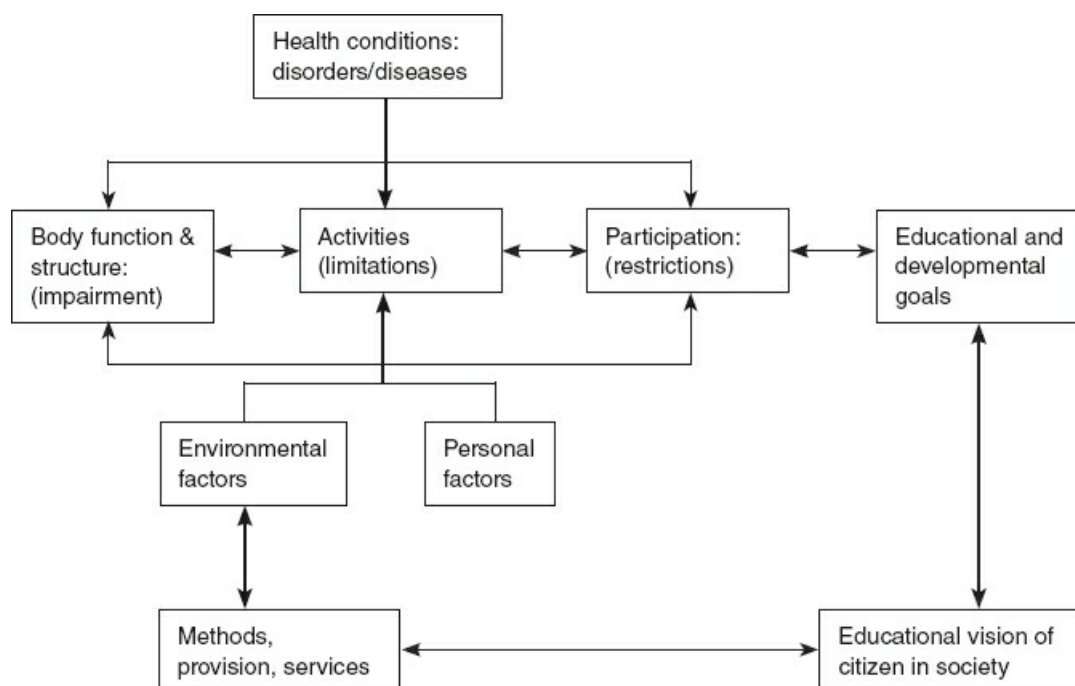 Health conditions:
disorders/diseases
Body function &
structure:
(impairment)
Activities
(limitations)
Participation:
(restrictions)
Educational and
developmental
goals
Environmental
factors
Personal
factors
Methods,
provision, services
Educational vision of
citizen in society